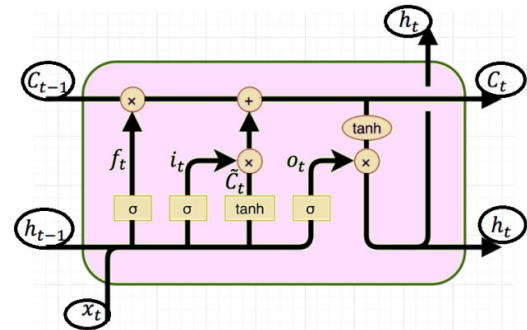 h_t
C_{t-1} × + C_t
tanh
f_t i_t × C̃_t o_t ×
σ σ tanh σ
h_{t-1} h_t
x_t